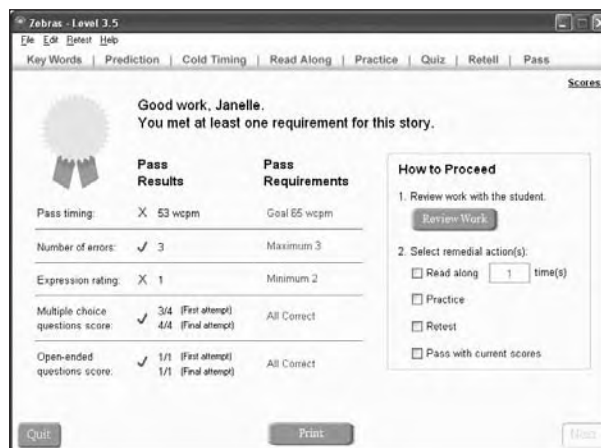 Zebras - Level 3.5
File Edit Retest Help
Key Words | Prediction | Cold Timing | Read Along | Practice | Quiz | Retell | Pass
Scores
Good work, Janelle.
You met at least one requirement for this story.
Pass Results
Pass Requirements
Pass timing: X 53 wcpm Goal 65 wcpm
Number of errors: ✓ 3 Maximum 3
Expression rating: X 1 Minimum 2
Multiple choice questions score: ✓ 3/4 (First attempt)
4/4 (Final attempt)
All Correct
Open-ended questions score: ✓ 1/1 (First attempt)
1/1 (Final attempt)
All Correct
How to Proceed
1. Review work with the student.
Review Work
2. Select remedial action(s):
Read along 1 time(s)
Practice
Retest
Pass with current scores
Quit
Print
Next